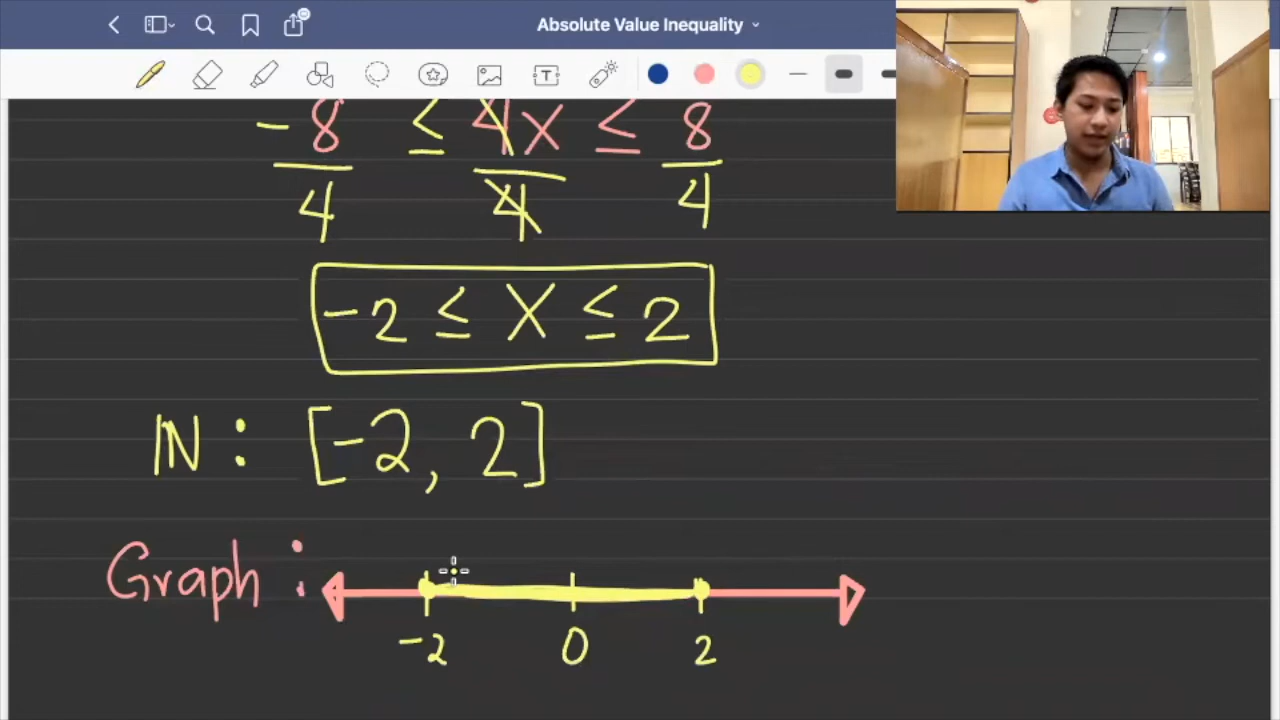 Absolute Value Inequality
-8 ≤ 4x ≤ 8
4 4 4
-2 ≤ X ≤ 2
IN : [-2, 2]
Graph :
-2 0 2